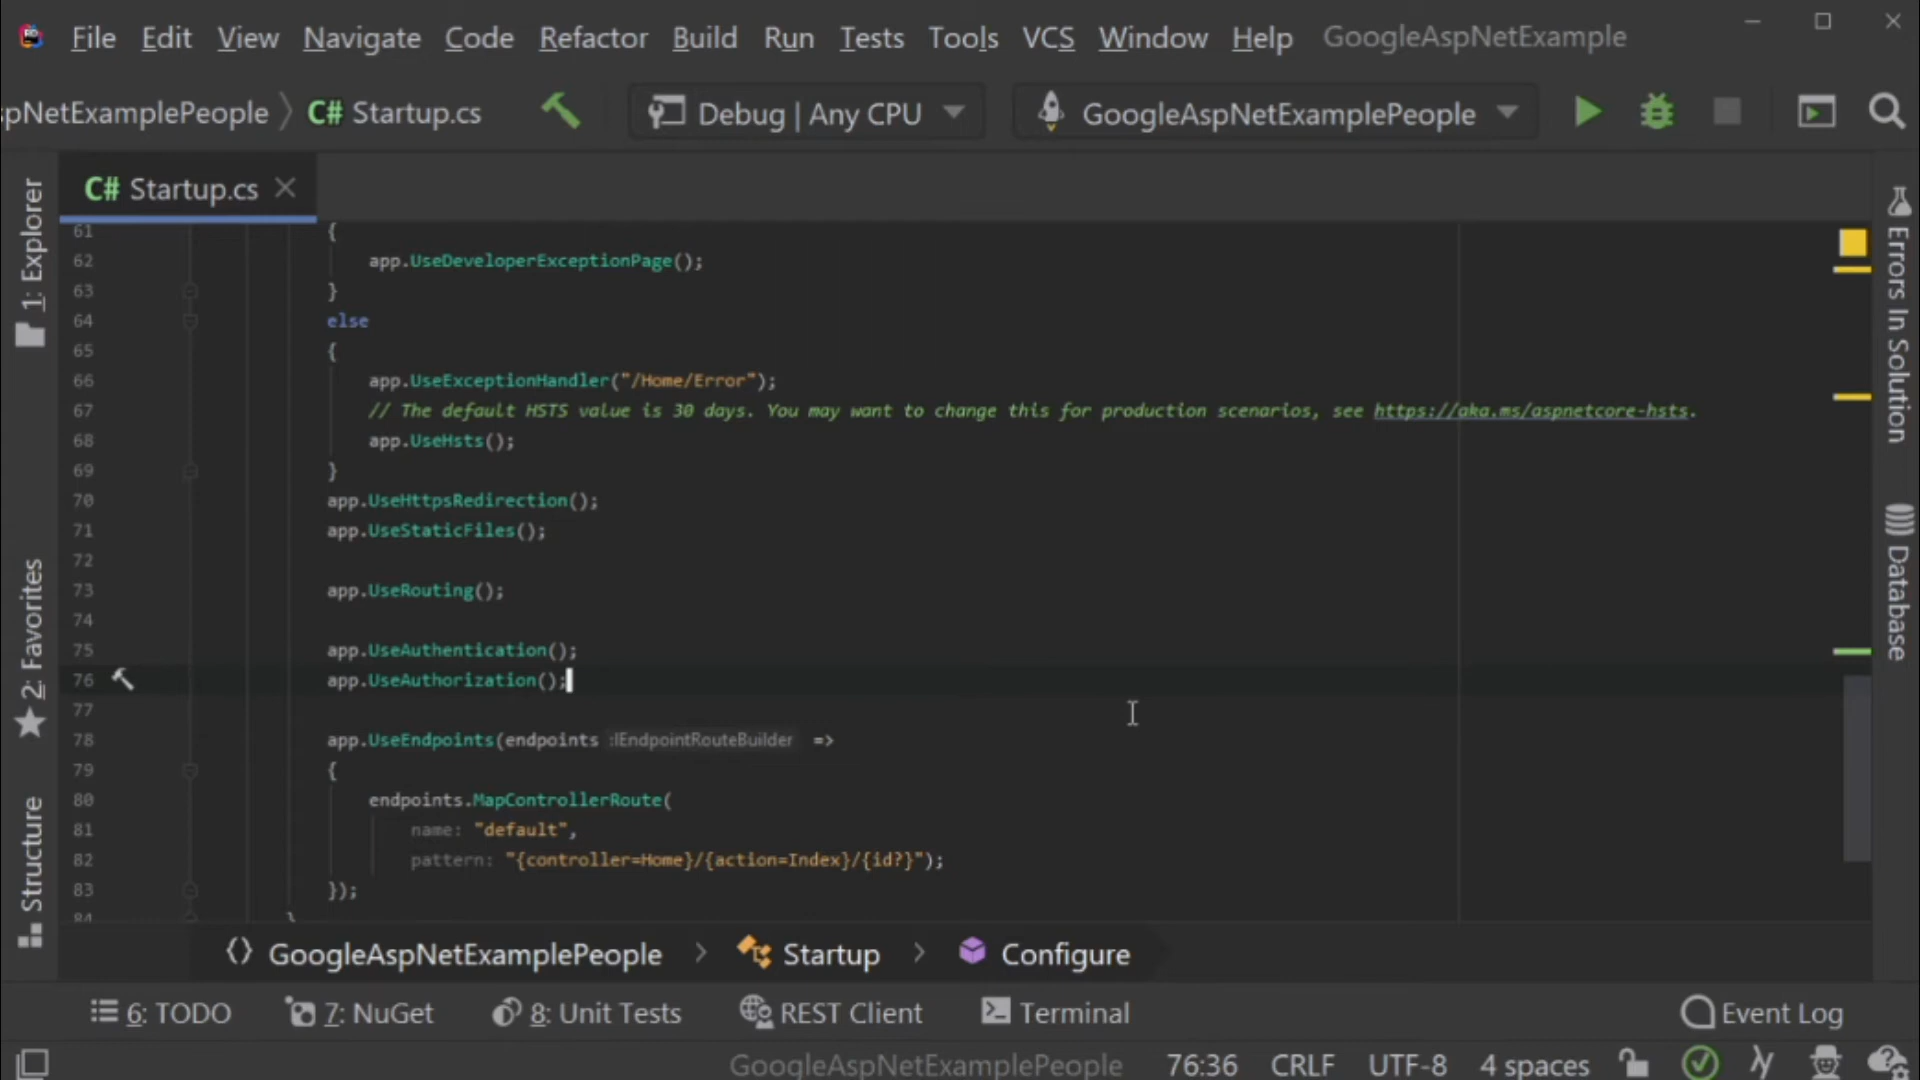 File Edit View Navigate Code Refactor Build Run Tests Tools VCS Window Help GoogleAspNetExample
spNetExamplePeople C# Startup.cs Debug | Any CPU GoogleAspNetExamplePeople
C# Startup.cs
1: Explorer
2: Favorites
Structure
61 {
62 app.UseDeveloperExceptionPage();
63 }
64 else
65 {
66 app.UseExceptionHandler("/Home/Error");
67 // The default HSTS value is 30 days. You may want to change this for production scenarios, see https://aka.ms/aspnetcore-hsts.
68 app.UseHsts();
69 }
70 app.UseHttpsRedirection();
71 app.UseStaticFiles();
72
73 app.UseRouting();
74
75 app.UseAuthentication();
76 app.UseAuthorization();
77
78 app.UseEndpoints(endpoints :IEndpointRouteBuilder =>
79 {
80 endpoints.MapControllerRoute(
81 name: "default",
82 pattern: "{controller=Home}/{action=Index}/{id?}");
83 });
84 }
Errors In Solution
Database
GoogleAspNetExamplePeople Startup Configure
6: TODO 7: NuGet 8: Unit Tests REST Client Terminal Event Log
GoogleAspNetExamplePeople 76:36 CRLF UTF-8 4 spaces